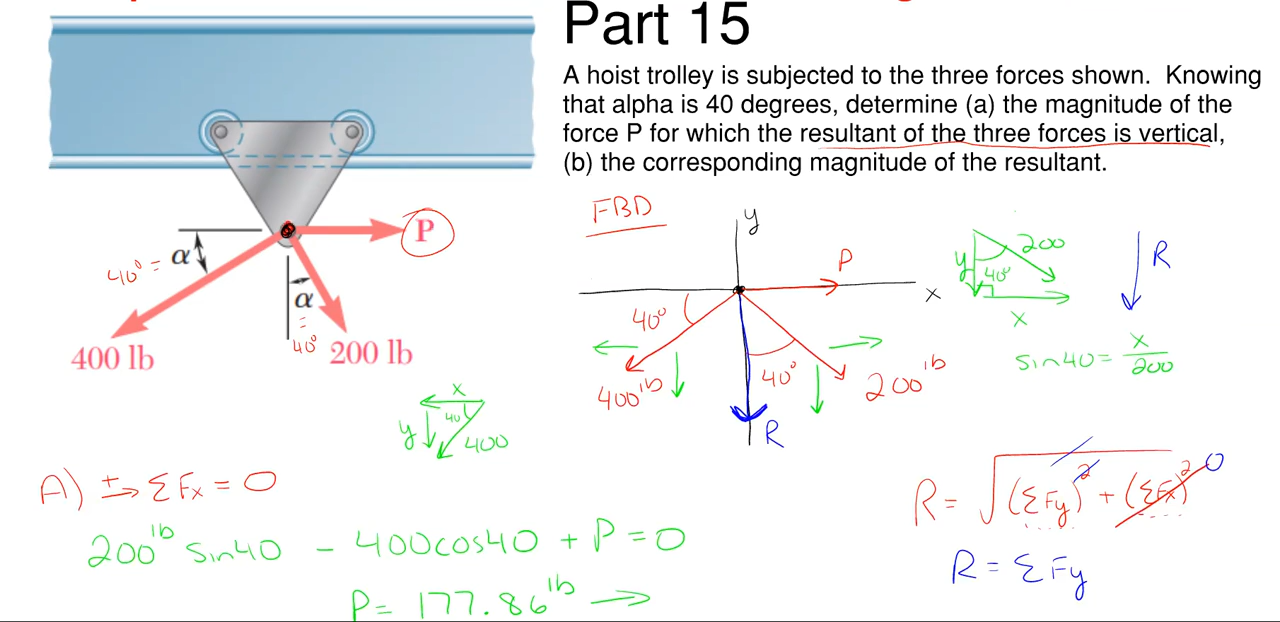 Part 15
A hoist trolley is subjected to the three forces shown. Knowing
that alpha is 40 degrees, determine (a) the magnitude of the
force P for which the resultant of the three forces is vertical,
(b) the corresponding magnitude of the resultant.
P
40° = α
α
=
40°
400 lb
200 lb
x
y
40
400
FBD
y
x
P
40°
40°
400 lb
200 lb
R
y
40°
200
x
R
sin40 = x/200
A) +→ ΣFx = 0
200 lb sin40 - 400cos40 + P = 0
P = 177.86 lb →
R = √(ΣFy)² + (ΣFx)² 0
R = ΣFy